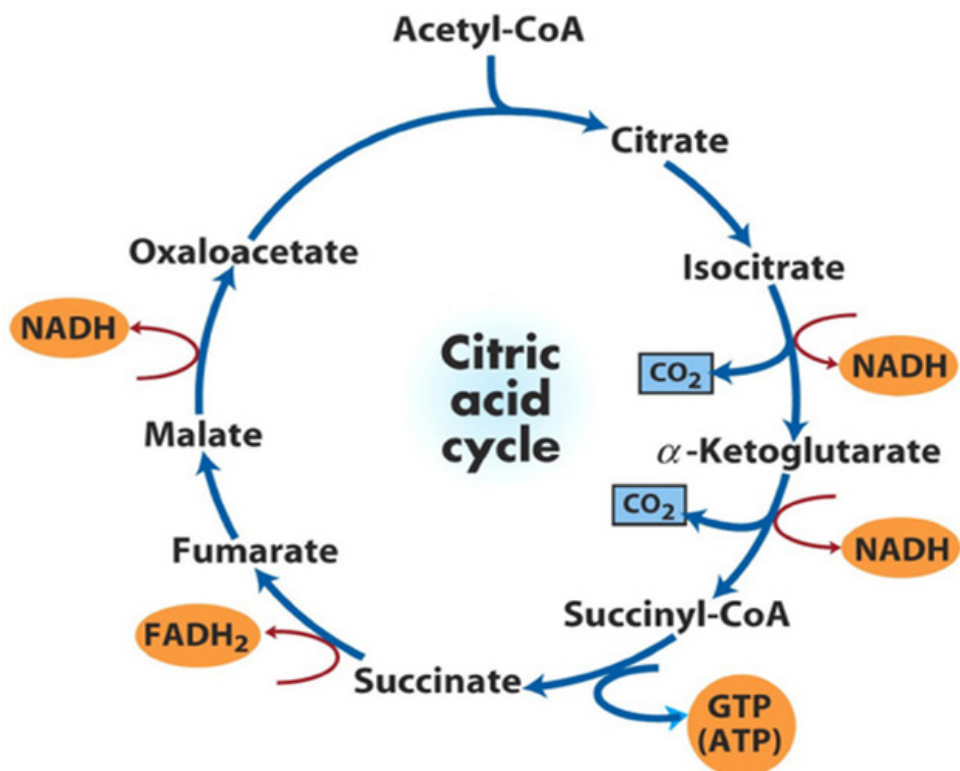 Acetyl-CoA
Citrate
Isocitrate
NADH
CO₂
α-Ketoglutarate
CO₂
NADH
Succinyl-CoA
GTP
(ATP)
Succinate
FADH₂
Fumarate
Malate
NADH
Oxaloacetate
Citric
acid
cycle